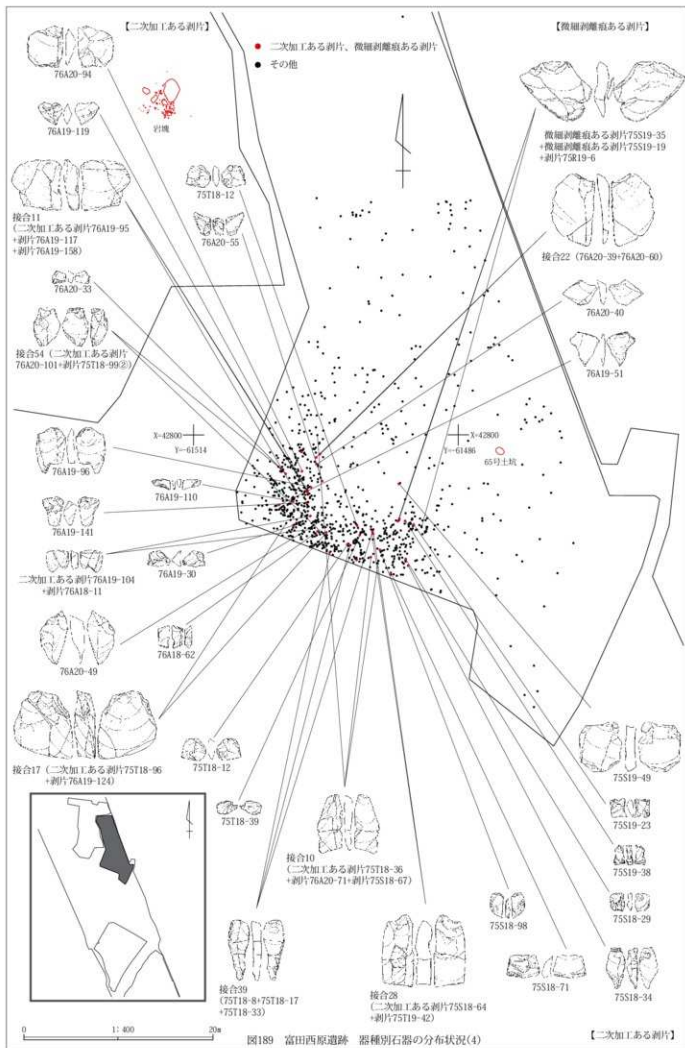 【二次加工ある剥片】
76A20-94
76A19-119
岩塊
75T18-12
接合11
(二次加工ある剥片76A19-95
+剥片76A19-117
+剥片76A19-158)
76A20-55
76A20-33
接合54(二次加工ある剥片
76A20-101+剥片75T18-99②)
76A19-96
76A19-110
76A19-141
二次加工ある剥片76A19-104
+剥片76A18-11
76A19-30
76A20-49
76A18-62
接合17(二次加工ある剥片75T18-96
+剥片76A19-124)
75T18-12
75T18-39
● 二次加工ある剥片、微細剥離痕ある剥片
● その他
X=42800
Y=-61514
X=42800
Y=-61486
65号土坑
【微細剥離痕ある剥片】
微細剥離痕ある剥片75S19-35
+微細剥離痕ある剥片75S19-19
+剥片75R19-6
接合22(76A20-39+76A20-60)
76A20-40
76A19-51
75S19-49
75S19-23
75S19-38
75S18-29
75S18-34
75S18-98
75S18-71
接合10
(二次加工ある剥片75T18-36
+剥片76A20-71+剥片75S18-67)
接合39
(75T18-8+75T18-17
+75T18-33)
接合28
(二次加工ある剥片75S18-64
+剥片75T19-42)
【二次加工ある剥片】
0 1:400 20m
図189 富田西原遺跡 器種別石器の分布状況(4)